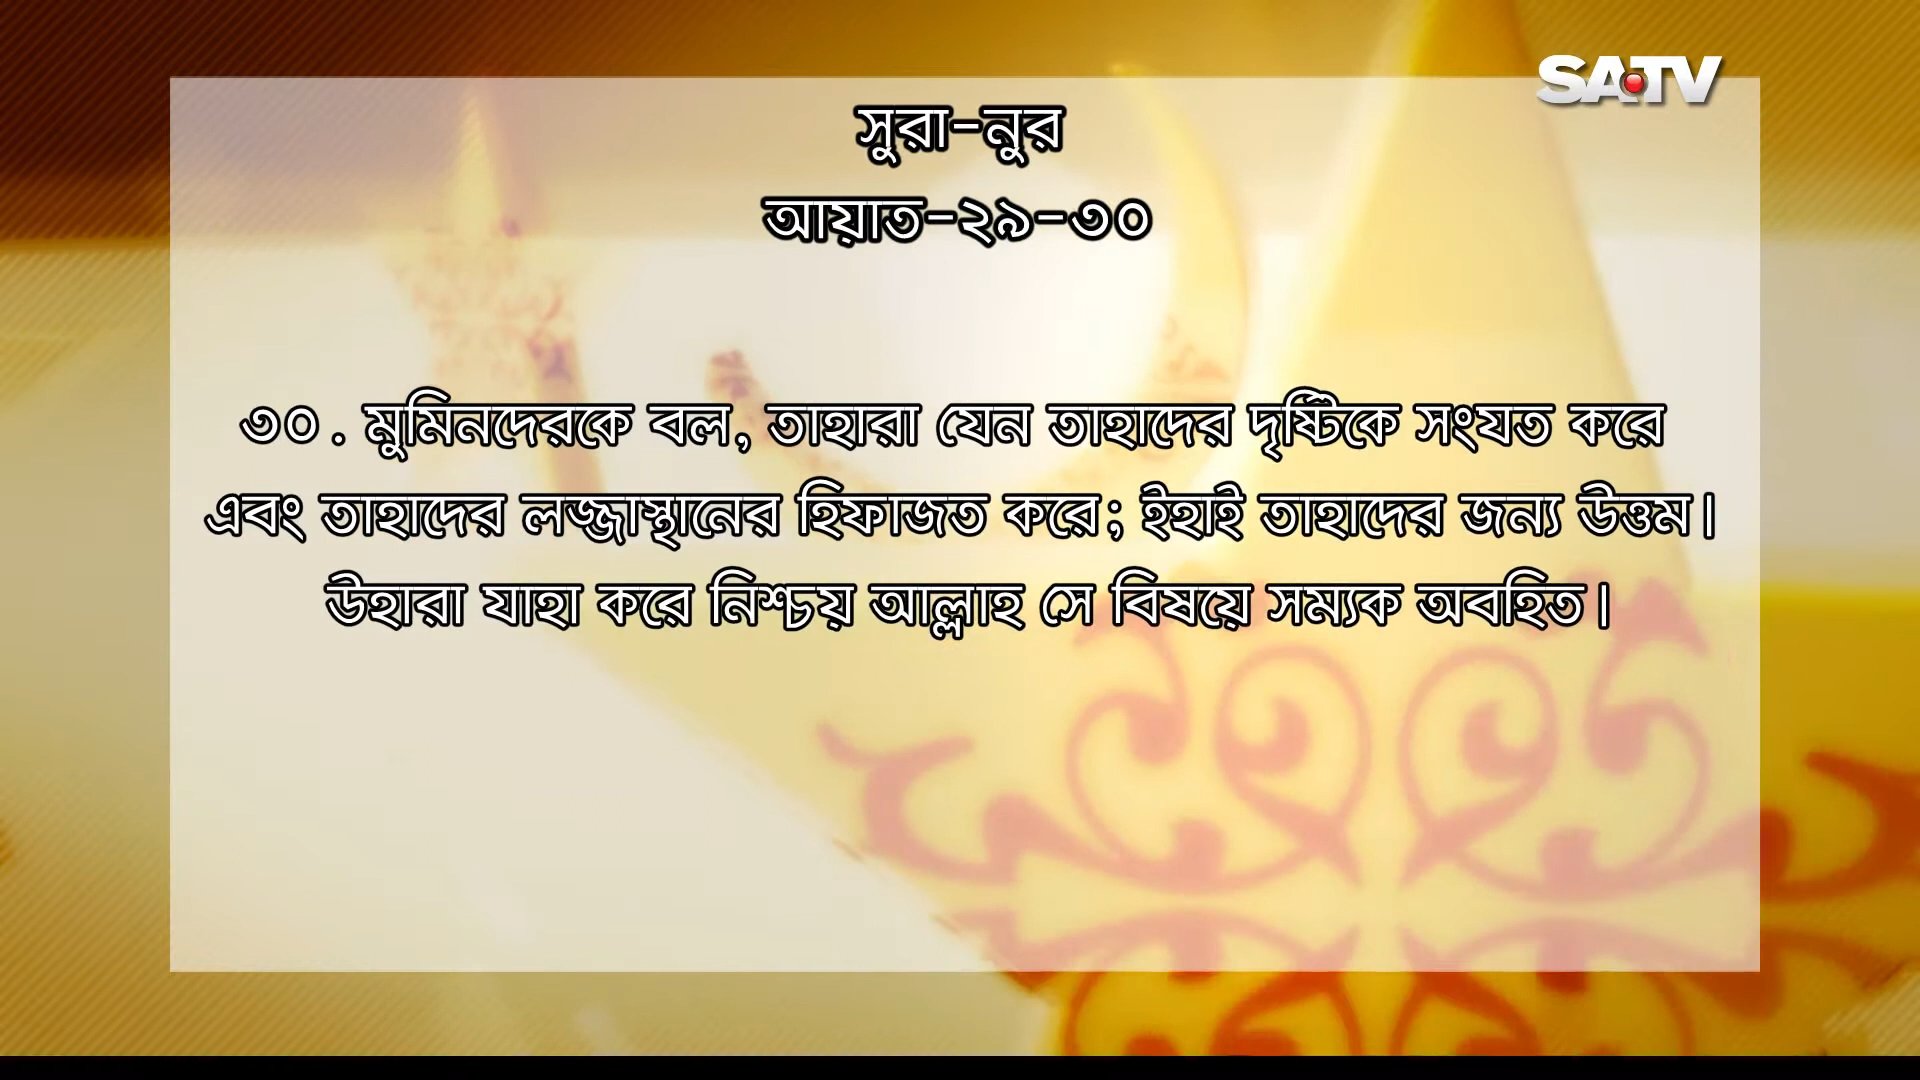 SATV
সুরা-নুর
আয়াত-২৯-৩০
৩০. মুমিনদেরকে বল, তাহারা যেন তাহাদের দৃষ্টিকে সংযত করে
এবং তাহাদের লজ্জাস্থানের হিফাজত করে; ইহাই তাহাদের জন্য উত্তম।
উহারা যাহা করে নিশ্চয় আল্লাহ সে বিষয়ে সম্যক অবহিত।